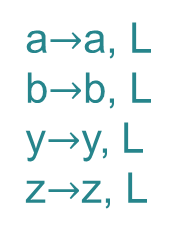 a→a, L
b→b, L
y→y, L
z→z, L